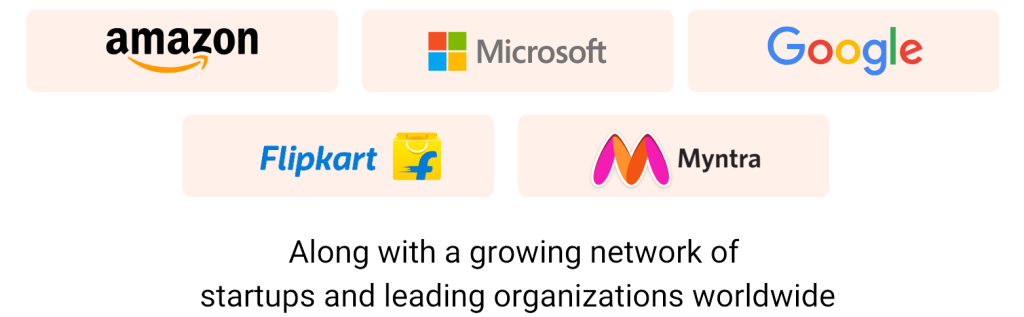 amazon
Microsoft
Google
Flipkart
Myntra
Along with a growing network of
startups and leading organizations worldwide